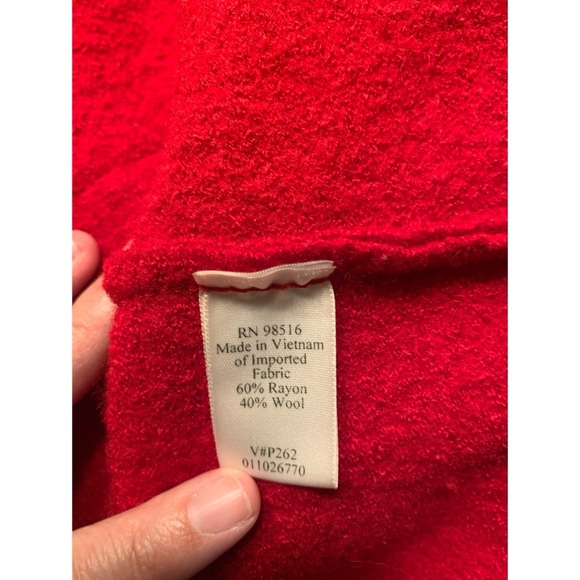 RN 98516
Made in Vietnam
of Imported
Fabric
60% Rayon
40% Wool
V#P262
011026770